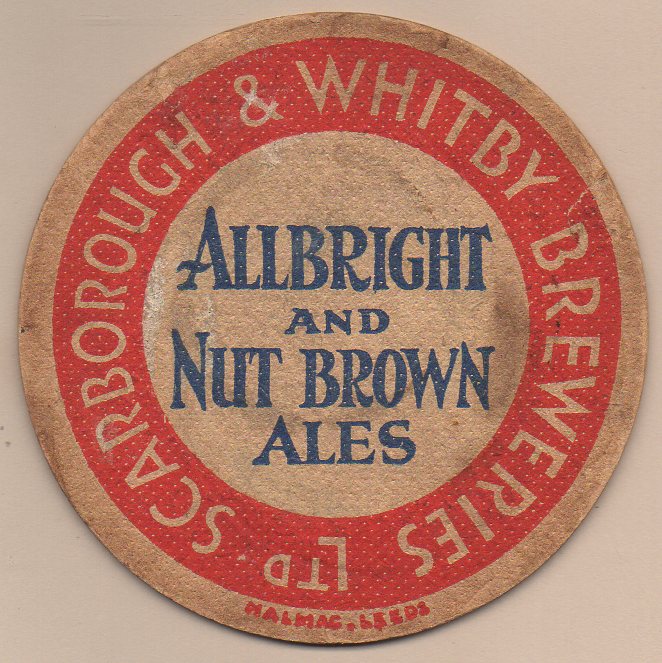 SCARBOROUGH & WHITBY BREWERIES LTD
ALLBRIGHT
AND
NUT BROWN
ALES
MALMAC, LEEDS